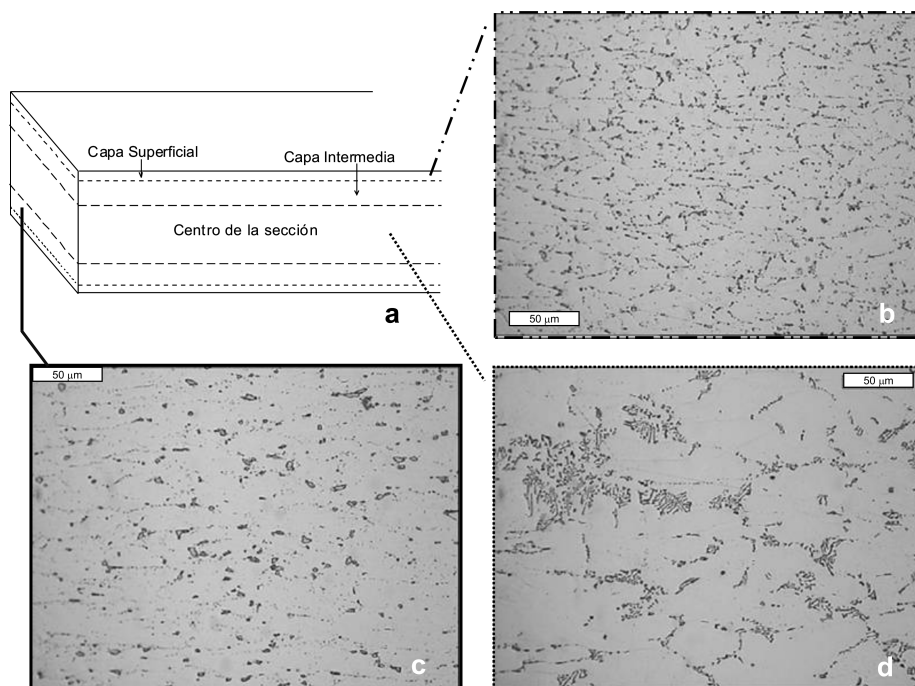 Capa Superficial
Capa Intermedia
Centro de la sección
a
50 μm
b
50 μm
c
50 μm
d